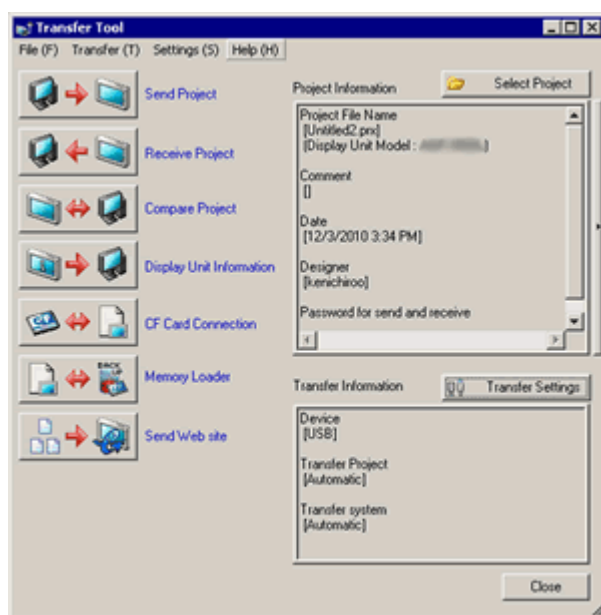 Transfer Tool
File (F) Transfer (T) Settings (S) Help (H)
Send Project
Receive Project
Compare Project
Display Unit Information
CF Card Connection
Memory Loader
Send Web site
Project Information
Select Project
Project File Name
[Untitled2.prx]
(Display Unit Model : )
Comment
[]
Date
[12/3/2010 3:34 PM]
Designer
[kenichiroo]
Password for send and receive
Transfer Information
Transfer Settings
Device
[USB]
Transfer Project
[Automatic]
Transfer system
[Automatic]
Close